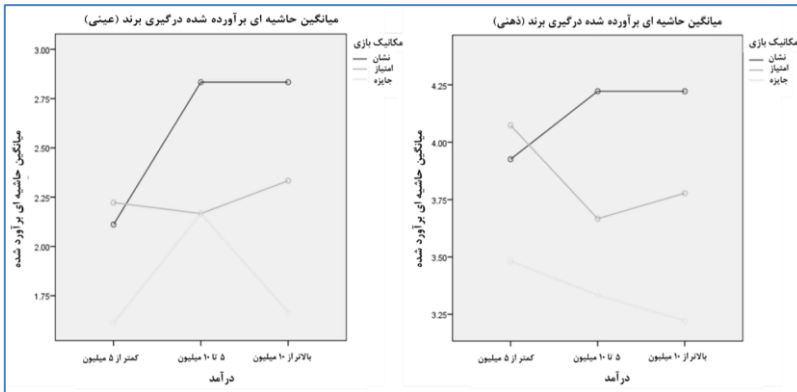 میانگین حاشیه ای برآورده شده درگیری برند (ذهنی)
مکانیک بازی
نشان
امتیاز
جایزه
میانگین حاشیه ای برآورد شده
4.25
4.00
3.75
3.50
3.25
کمتر از ۵ میلیون
۵ تا ۱۰ میلیون
بالاتر از ۱۰ میلیون
درآمد
میانگین حاشیه ای برآورده شده درگیری برند (عینی)
مکانیک بازی
نشان
امتیاز
جایزه
میانگین حاشیه ای برآورد شده
3.00
2.75
2.50
2.25
2.00
1.75
کمتر از ۵ میلیون
۵ تا ۱۰ میلیون
بالاتر از ۱۰ میلیون
درآمد